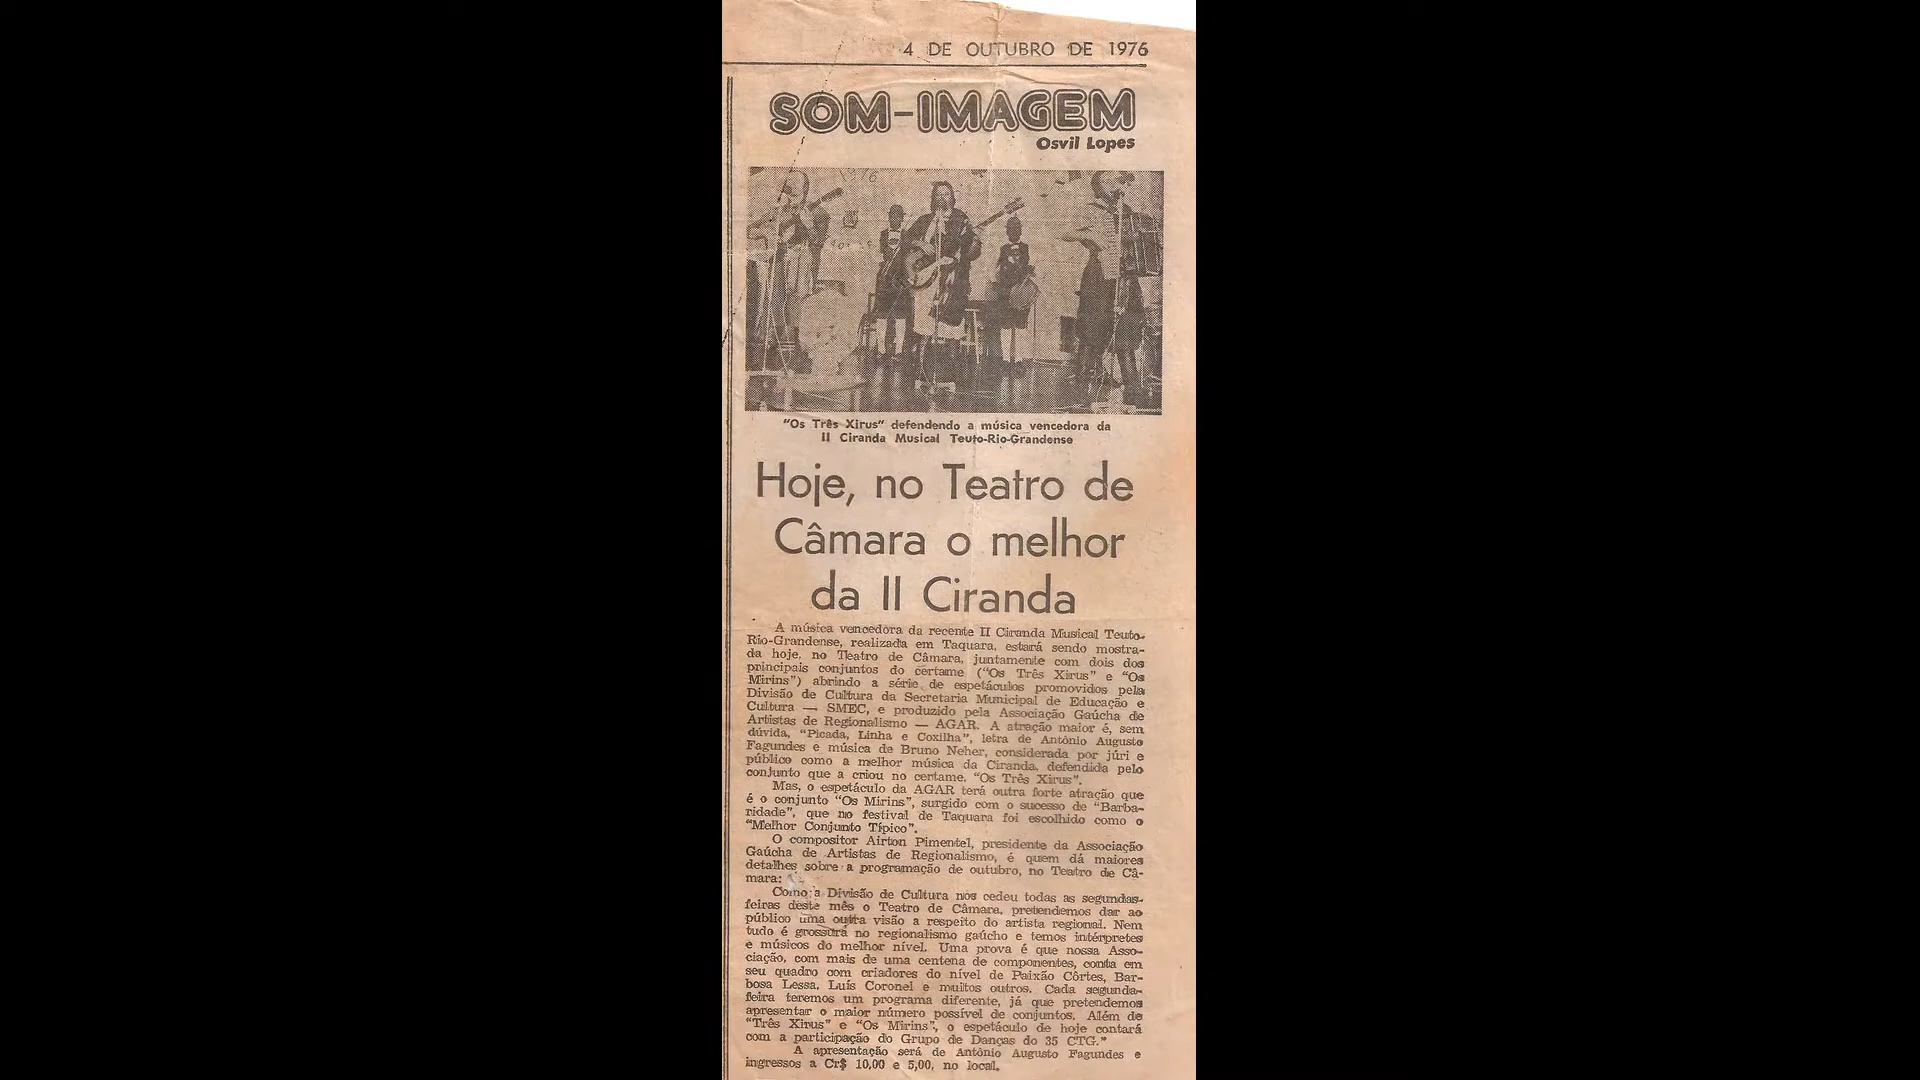 4 DE OUTUBRO DE 1976
SOM-IMAGEM
Osvil Lopes
1976
"Os Três Xirus" defendendo a música vencedora da
II Ciranda Musical Teuto-Rio-Grandense
Hoje, no Teatro de
Câmara o melhor
da II Ciranda
A música vencedora da recente II Ciranda Musical Teuto-
Rio-Grandense, realizada em Taquara, estará sendo mostra-
da hoje, no Teatro de Câmara, juntamente com dois dos
principais conjuntos do certame ("Os Três Xirus" e "Os
Mirins") abrindo a série de espetáculos promovidos pela
Divisão de Cultura da Secretaria Municipal de Educação e
Cultura — SMEC, e produzido pela Associação Gaúcha de
Artistas de Regionalismo — AGAR. A atração maior é, sem
dúvida, "Picada, Linha e Coxilha", letra de Antônio Augusto
Fagundes e música de Bruno Neher, considerada por júri e
público como a melhor música da Ciranda, defendida pelo
conjunto que a criou no certame, "Os Três Xirus".
Mas, o espetáculo da AGAR terá outra forte atração que
é o conjunto "Os Mirins", surgido com o sucesso de "Barba-
ridade", que no festival de Taquara foi escolhido como o
"Melhor Conjunto Típico".
O compositor Airton Pimentel, presidente da Associação
Gaúcha de Artistas de Regionalismo, é quem dá maiores
detalhes sobre a programação de outubro, no Teatro de Câ-
mara:
Como a Divisão de Cultura nos cedeu todas as segundas-
feiras deste mês o Teatro de Câmara, pretendemos dar ao
público uma outra visão a respeito do artista regional. Nem
tudo é grossura no regionalismo gaúcho e temos intérpretes
e músicos do melhor nível. Uma prova é que nossa Asso-
ciação, com mais de uma centena de componentes, conta em
seu quadro com criadores do nível de Paixão Côrtes, Bar-
bosa Lessa, Luís Coronel e muitos outros. Cada segunda-
feira teremos um programa diferente, já que pretendemos
apresentar o maior número possível de conjuntos. Além de
"Três Xirus" e "Os Mirins", o espetáculo de hoje contará
com a participação do Grupo de Danças do 35 CTG."
A apresentação será de Antônio Augusto Fagundes e
ingressos a Cr$ 10,00 e 5,00, no local.